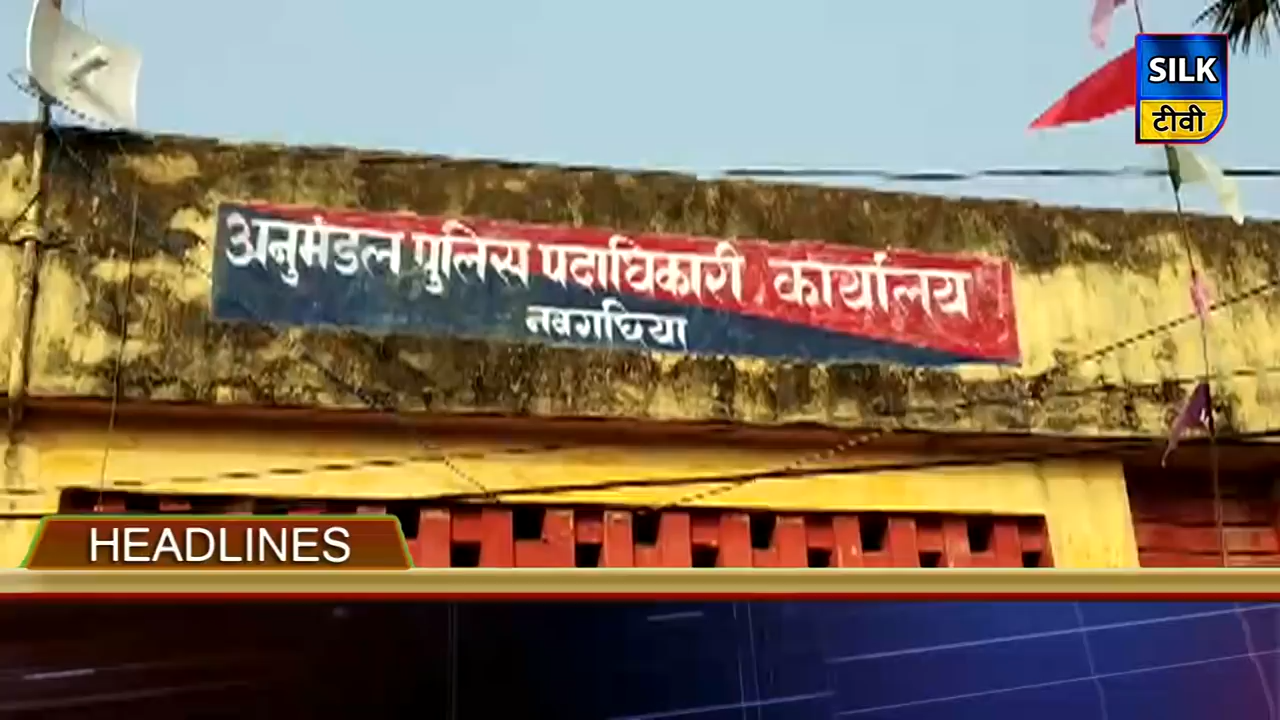 SILK
टीवी
अनुमंडल पुलिस पदाधिकारी कार्यालय
नवगछिया
HEADLINES